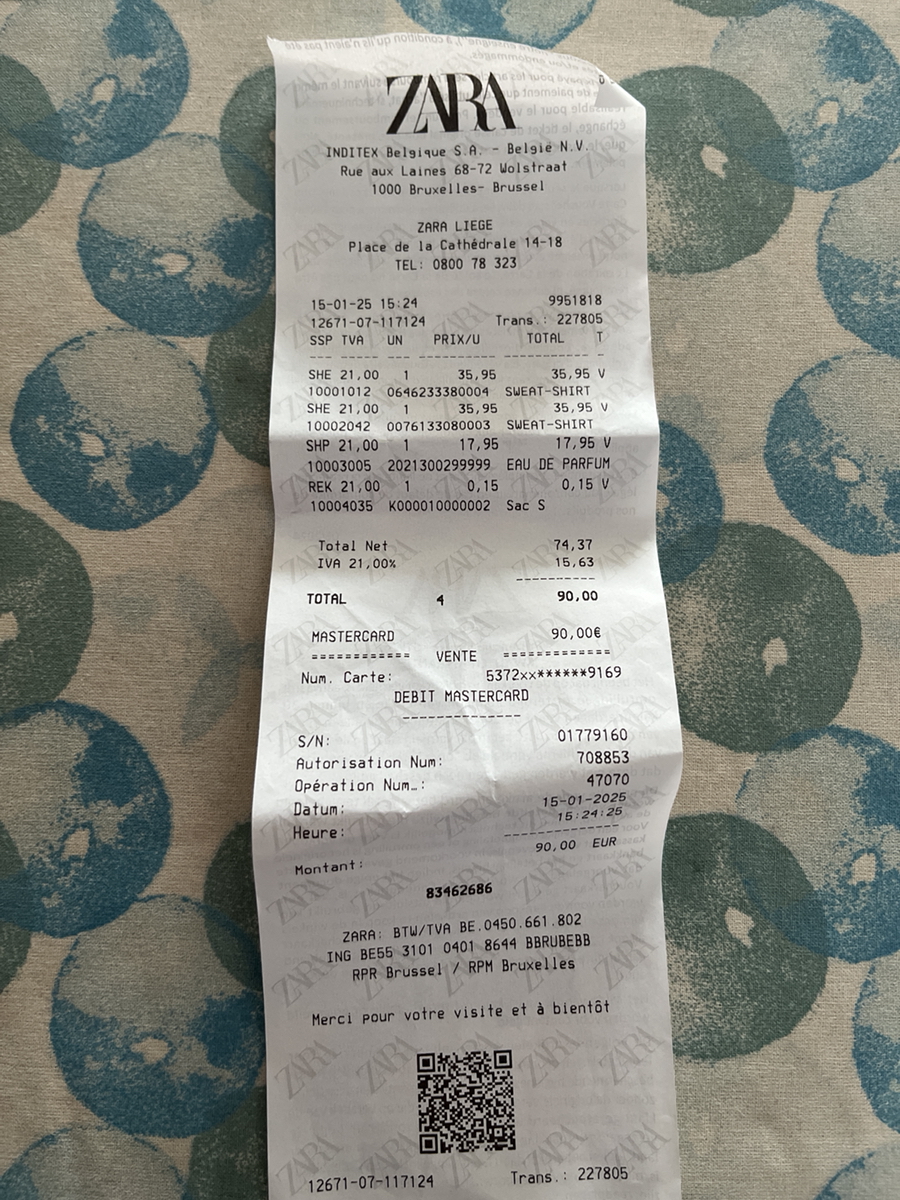 ZARA
INDITEX Belgique S.A. - België N.V.
Rue aux Laines 68-72 Wolstraat
1000 Bruxelles- Brussel
ZARA LIEGE
Place de la Cathédrale 14-18
TEL: 0800 78 323
15-01-25 15:24 9951818
12671-07-117124 Trans.: 227805
SSP TVA UN PRIX/U TOTAL T
--- ----- --- ---------- ----------- -
SHE 21,00 1 35,95 35,95 V
10001012 0646233380004 SWEAT-SHIRT
SHE 21,00 1 35,95 35,95 V
10002042 0076133080003 SWEAT-SHIRT
SHP 21,00 1 17,95 17,95 V
10003005 2021300299999 EAU DE PARFUM
REK 21,00 1 0,15 0,15 V
10004035 K000010000002 Sac S
Total Net 74,37
IVA 21,00% 15,63
----------
TOTAL 4 90,00
MASTERCARD 90,00€
============ VENTE =============
Num. Carte: 5372xx******9169
DEBIT MASTERCARD
--------------
S/N: 01779160
Autorisation Num: 708853
Opération Num…: 47070
Datum: 15-01-2025
Heure: 15:24:25
--------------
Montant: 90,00 EUR
83462686
ZARA: BTW/TVA BE.0450.661.802
ING BE55 3101 0401 8644 BBRUBEBB
RPR Brussel / RPM Bruxelles
Merci pour votre visite et à bientôt
12671-07-117124 Trans.: 227805